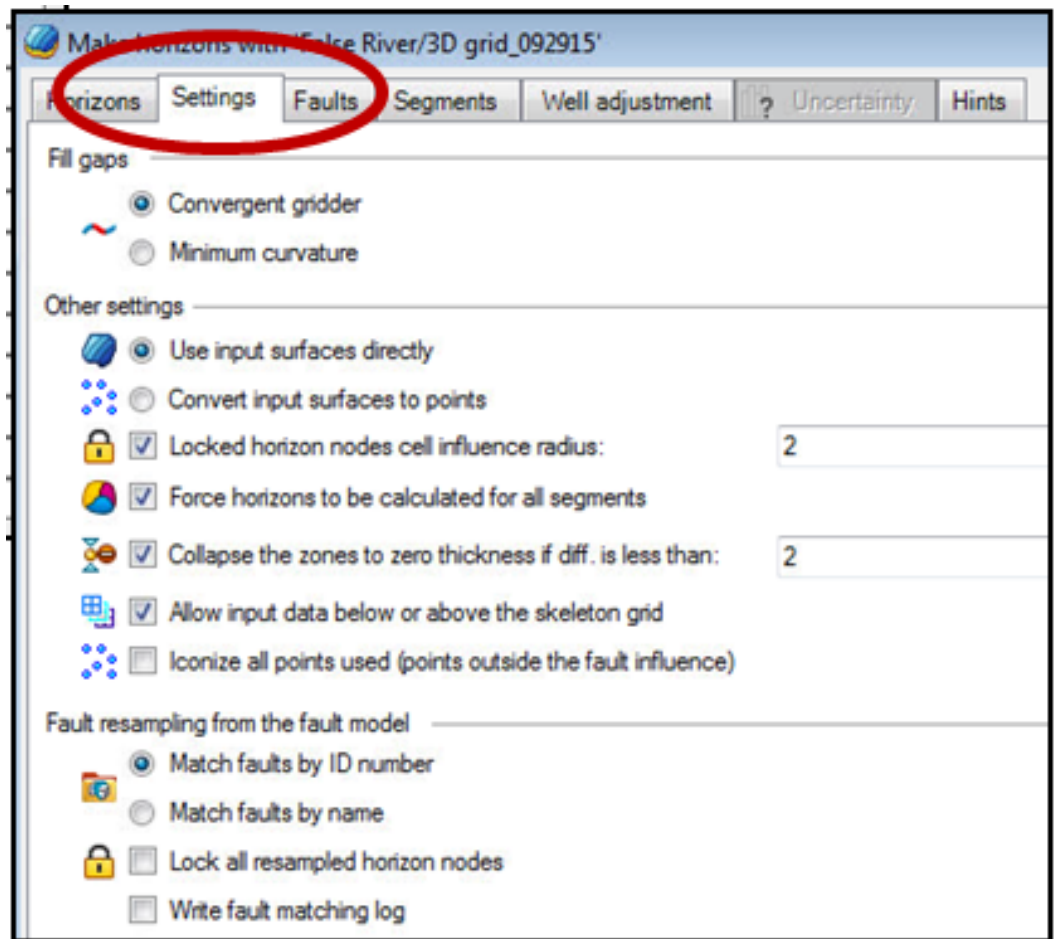 Make horizons with 'False River/3D grid_092915'
Horizons Settings Faults Segments Well adjustment ? Uncertainty Hints
Fill gaps
Convergent gridder
Minimum curvature
Other settings
Use input surfaces directly
Convert input surfaces to points
Locked horizon nodes cell influence radius: 2
Force horizons to be calculated for all segments
Collapse the zones to zero thickness if diff. is less than: 2
Allow input data below or above the skeleton grid
Iconize all points used (points outside the fault influence)
Fault resampling from the fault model
Match faults by ID number
Match faults by name
Lock all resampled horizon nodes
Write fault matching log